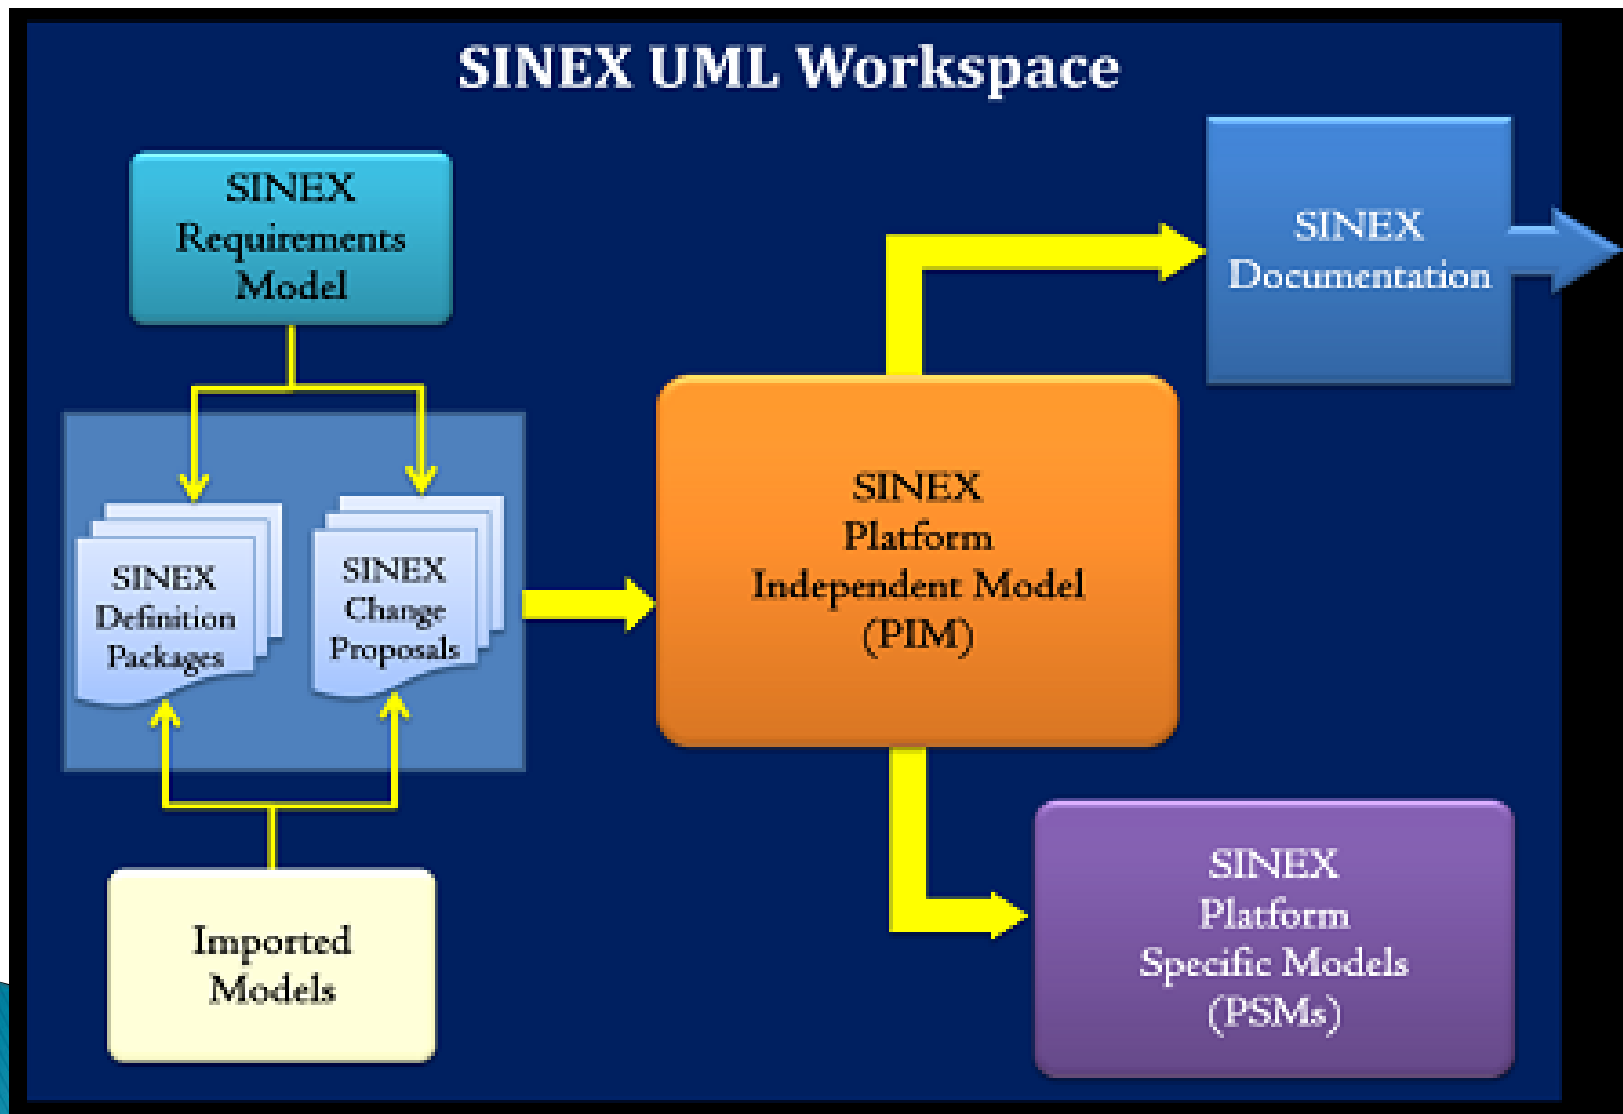 SINEX UML Workspace
SINEX
Requirements
Model
SINEX
Documentation
SINEX
Definition
Packages
SINEX
Change
Proposals
SINEX
Platform
Independent Model
(PIM)
Imported
Models
SINEX
Platform
Specific Models
(PSMs)